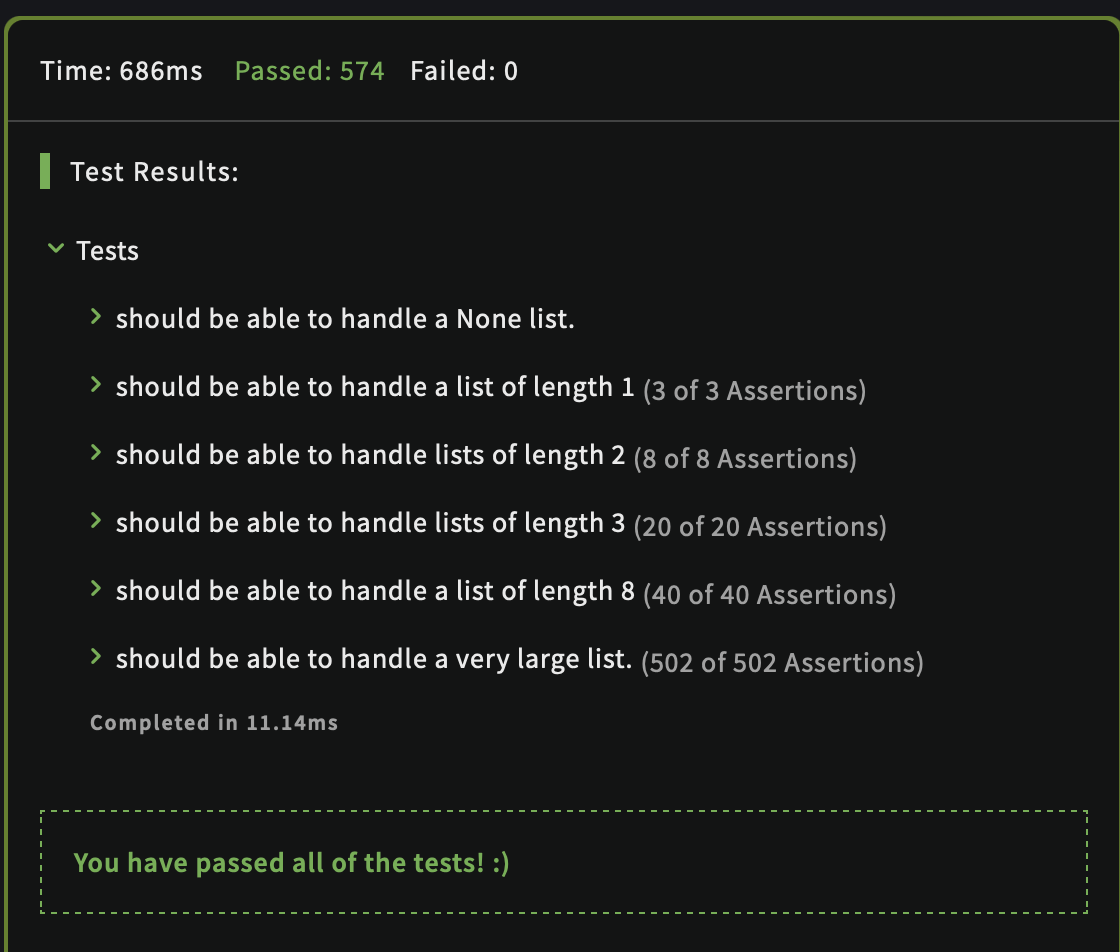 Time: 686ms Passed: 574 Failed: 0
Test Results:
Tests
should be able to handle a None list.
should be able to handle a list of length 1 (3 of 3 Assertions)
should be able to handle lists of length 2 (8 of 8 Assertions)
should be able to handle lists of length 3 (20 of 20 Assertions)
should be able to handle a list of length 8 (40 of 40 Assertions)
should be able to handle a very large list. (502 of 502 Assertions)
Completed in 11.14ms
You have passed all of the tests! :)